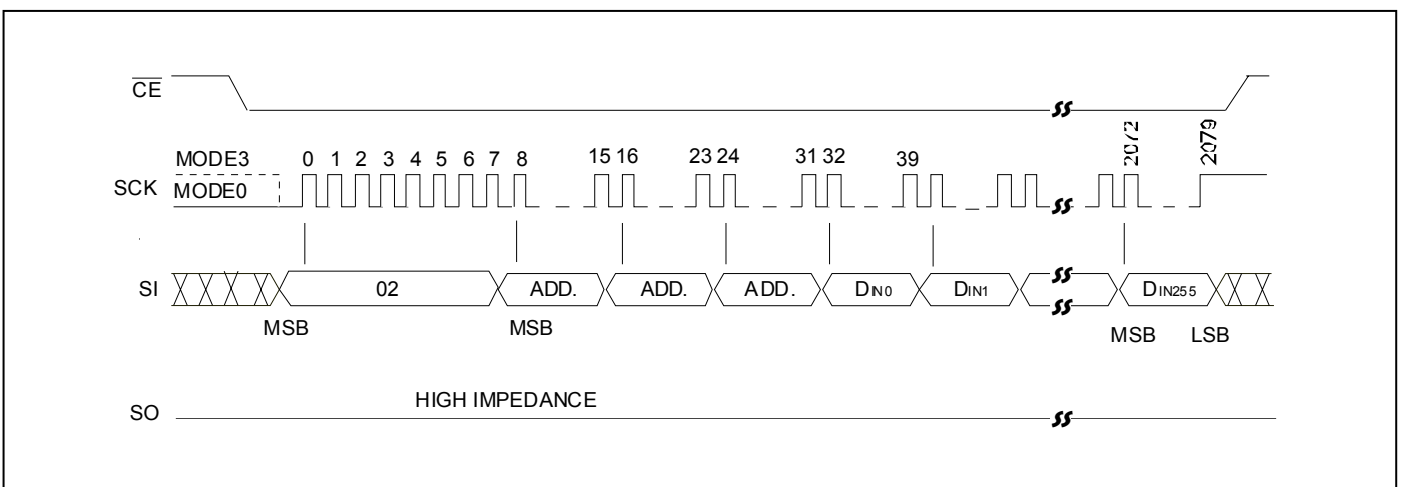 CE
MODE3 0 1 2 3 4 5 6 7 8 15 16 23 24 31 32 39 2072 2079
SCK MODE0
SI 02 ADD. ADD. ADD. DIN0 DIN1 DIN255
MSB MSB MSB LSB
HIGH IMPEDANCE
SO